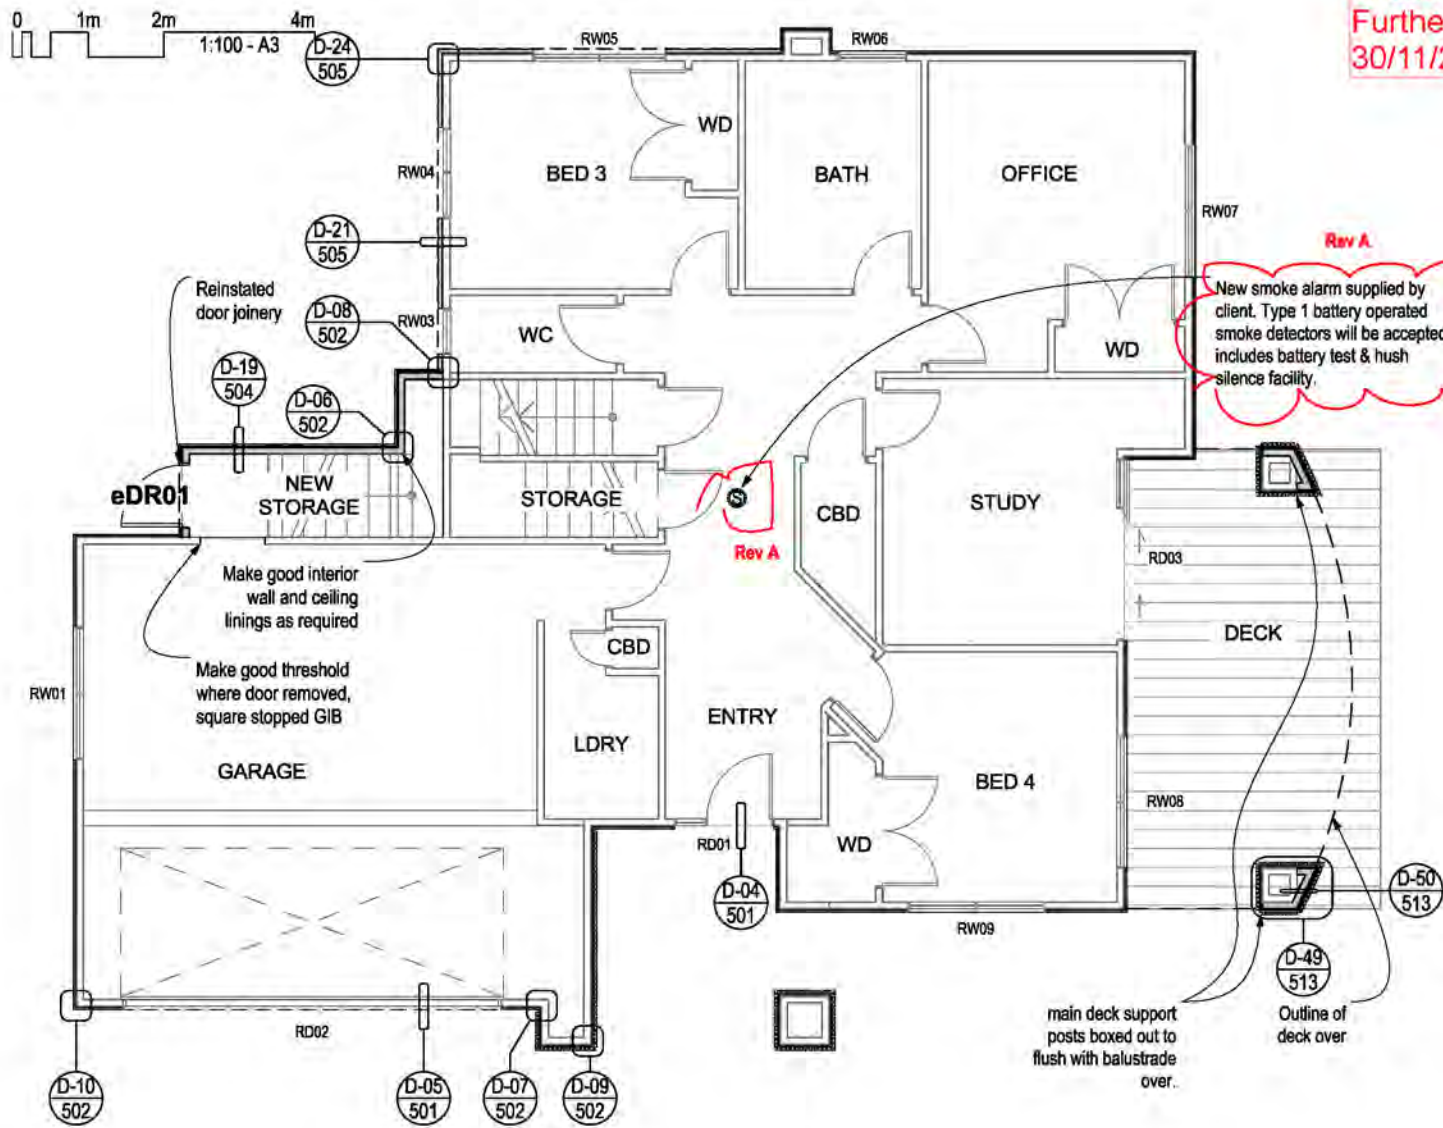 0 1m 2m 4m
1:100 - A3
D-24
505
RW05
RW06
30/11/2
WD
RW04
BED 3
BATH
OFFICE
RW07
D-21
505
Rev A
Reinstated
door joinery
New smoke alarm supplied by
client. Type 1 battery operated
smoke detectors will be accepted
includes battery test & hush
silence facility.
D-08
502
RW03
WC
WD
D-19
504
D-06
502
eDR01
NEW
STORAGE
STORAGE
S
CBD
STUDY
Rev A
RD03
Make good interior
wall and ceiling
linings as required
DECK
CBD
Make good threshold
where door removed,
square stopped GIB
RW01
ENTRY
LDRY
GARAGE
BED 4
RW08
RD01
WD
D-04
501
D-50
513
RW09
D-49
513
main deck support
posts boxed out to
flush with balustrade
over.
Outline of
deck over
RD02
D-10
502
D-05
501
D-07
502
D-09
502